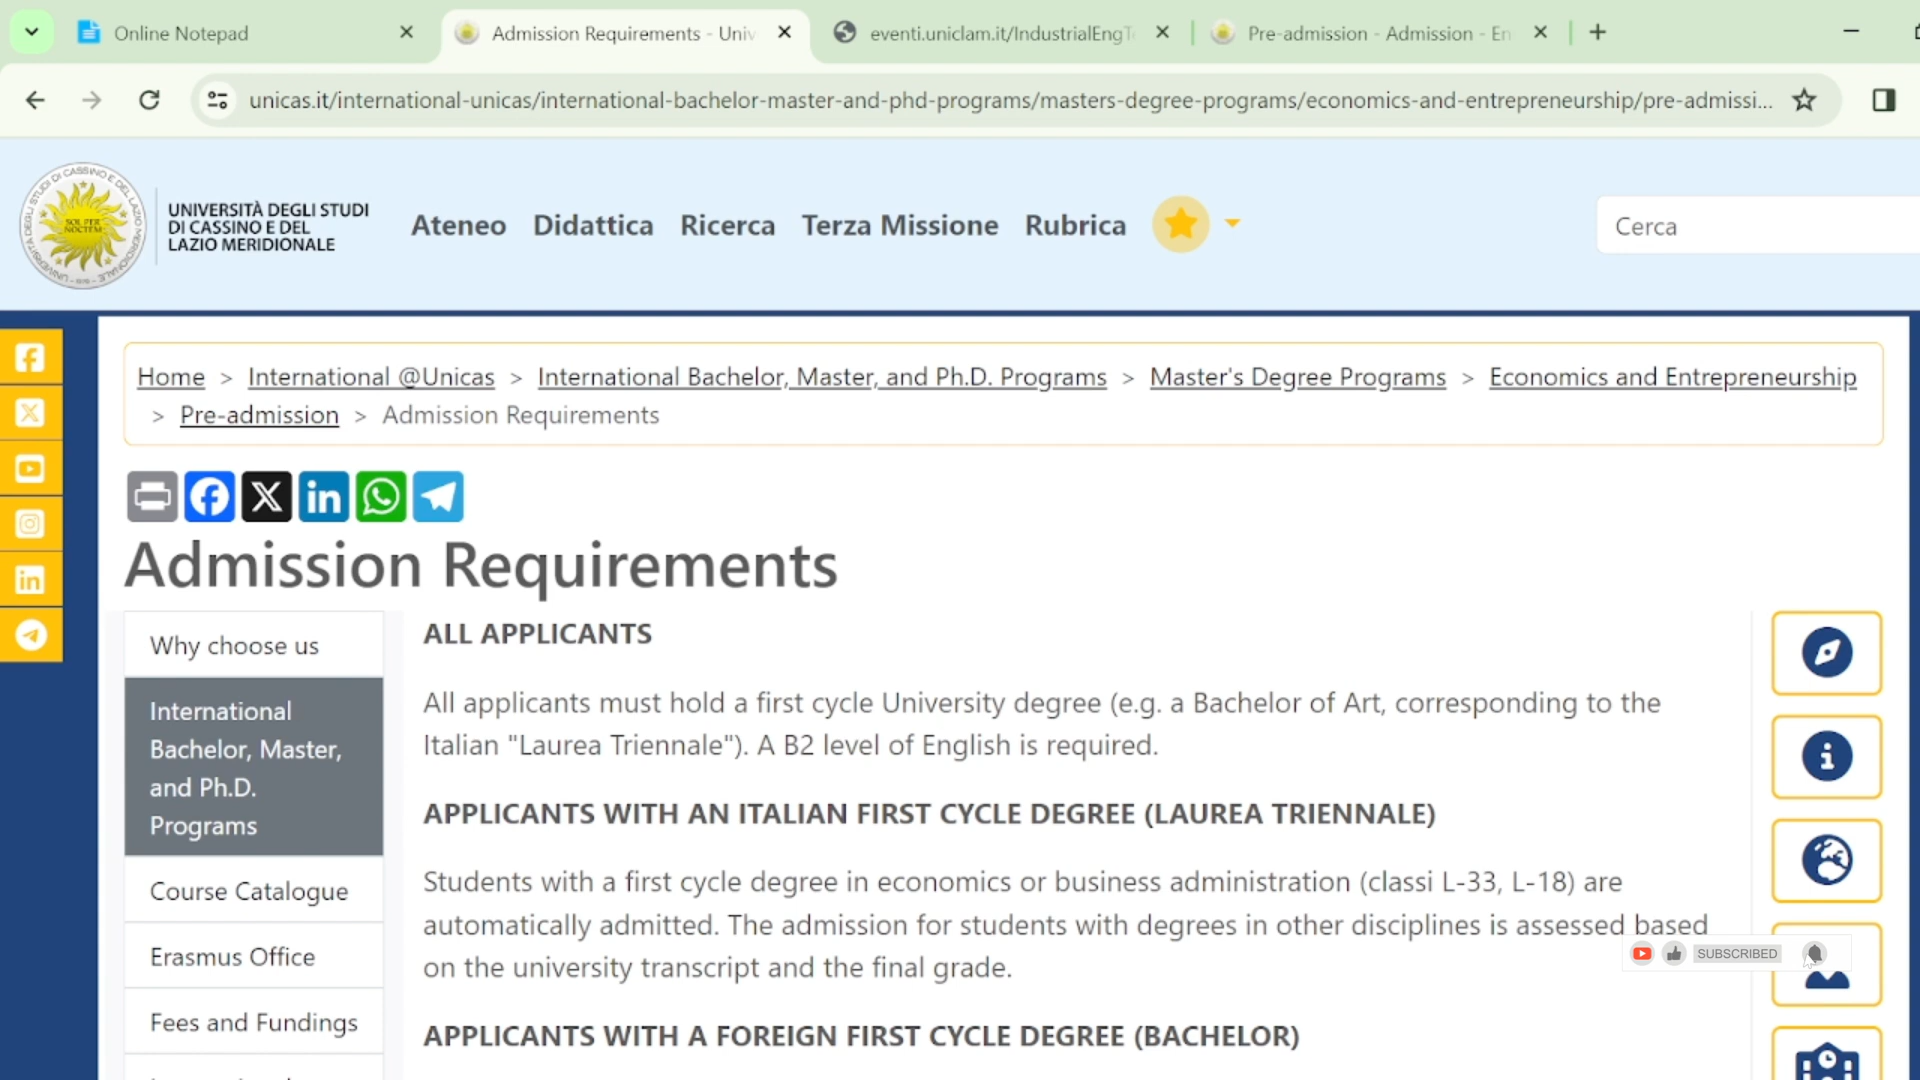 Online Notepad
Admission Requirements - Univ
eventi.uniclam.it/IndustrialEngT
Pre-admission - Admission - En
unicas.it/international-unicas/international-bachelor-master-and-phd-programs/masters-degree-programs/economics-and-entrepreneurship/pre-admissi...
SOL PER NOCTEM
UNIVERSITÀ DEGLI STUDI
DI CASSINO E DEL
LAZIO MERIDIONALE
Ateneo Didattica Ricerca Terza Missione Rubrica
Cerca
Home > International @Unicas > International Bachelor, Master, and Ph.D. Programs > Master's Degree Programs > Economics and Entrepreneurship
> Pre-admission > Admission Requirements
Admission Requirements
Why choose us
International
Bachelor, Master,
and Ph.D.
Programs
Course Catalogue
Erasmus Office
Fees and Fundings
ALL APPLICANTS
All applicants must hold a first cycle University degree (e.g. a Bachelor of Art, corresponding to the
Italian "Laurea Triennale"). A B2 level of English is required.
APPLICANTS WITH AN ITALIAN FIRST CYCLE DEGREE (LAUREA TRIENNALE)
Students with a first cycle degree in economics or business administration (classi L-33, L-18) are
automatically admitted. The admission for students with degrees in other disciplines is assessed based
on the university transcript and the final grade.
SUBSCRIBED
APPLICANTS WITH A FOREIGN FIRST CYCLE DEGREE (BACHELOR)